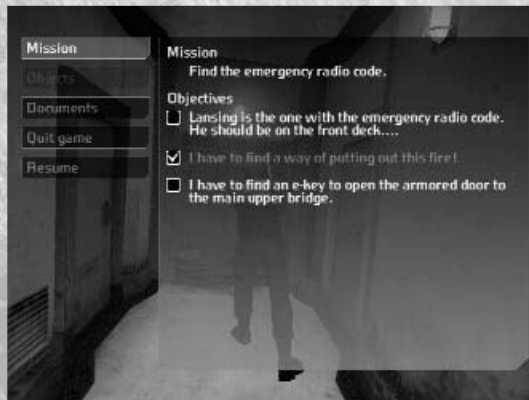 Mission
Objects
Documents
Quit game
Resume
Mission
Find the emergency radio code.
Objectives
Lansing is the one with the emergency radio code.
He should be on the front deck....
I have to find a way of putting out this fire!
I have to find an e-key to open the armored door to
the main upper bridge.